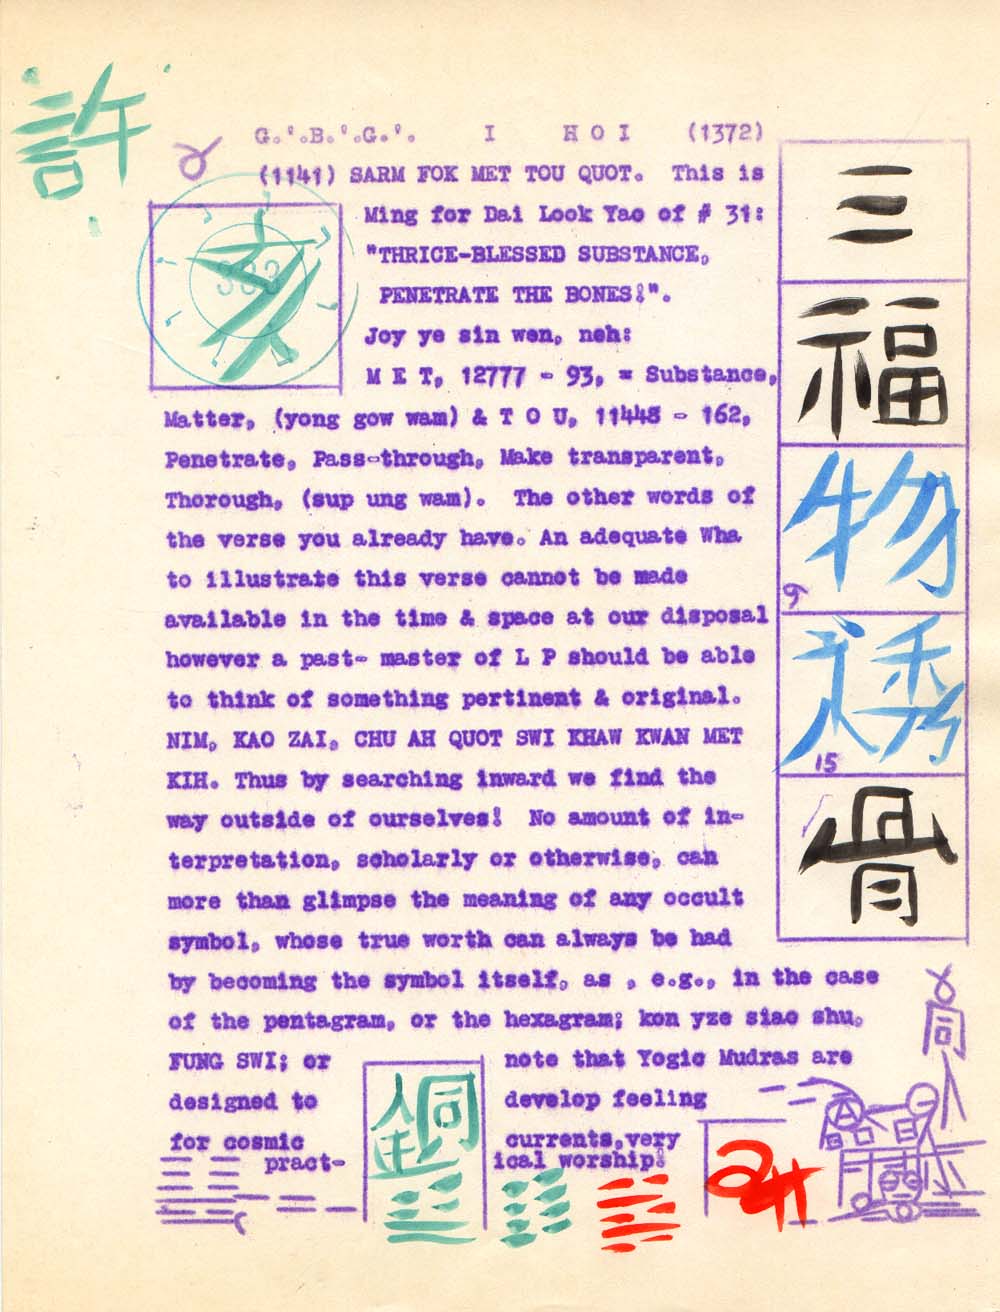 許
G.'.B.'.G.'. I HOI (1372)
(1141) SARM FOK MET TOU QUOT. This is
Ming for Dai Look Yao of # 31:
"THRICE-BLESSED SUBSTANCE,
PENETRATE THE BONES!".
Joy ye sin wen, neh:
M E T, 12777 - 93, = Substance,
Matter, (yong gow wam) & T O U, 11448 - 162,
Penetrate, Pass-through, Make transparent,
Thorough, (sup ung wam). The other words of
the verse you already have. An adequate Wha
to illustrate this verse cannot be made
available in the time & space at our disposal
however a past- master of L P should be able
to think of something pertinent & original.
NIM, KAO ZAI, CHU AH QUOT SWI KHAW KWAN MET
KIH. Thus by searching inward we find the
way outside of ourselves! No amount of in-
terpretation, scholarly or otherwise, can
more than glimpse the meaning of any occult
symbol, whose true worth can always be had
by becoming the symbol itself, as , e.g., in the case
of the pentagram, or the hexagram; kon yze siao shu,
FUNG SWI; or note that Yogic Mudras are
designed to develop feeling
for cosmic currents,very
pract- ical worship!
三
福
物
9
15
骨
同
銅